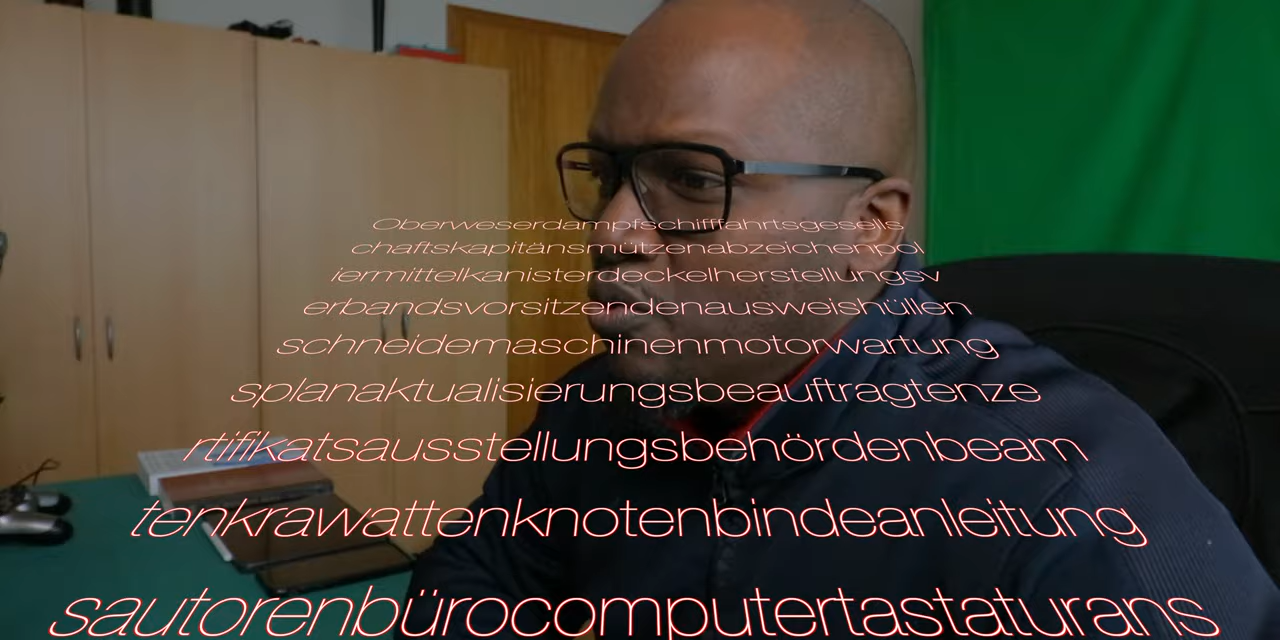 Oberweserdampfschifffahrtsgesells
chaftskapitänsmützenabzeichenpol
iermittelkanisterdeckelherstellungsv
erbandsvorsitzendenausweishüllen
schneidemaschinenmotorwartung
splanaktualisierungsbeauftragtenze
rtifikatsausstellungsbehördenbeam
tenkrawattenknotenbindeanleitung
sautorenbürocomputertastaturans